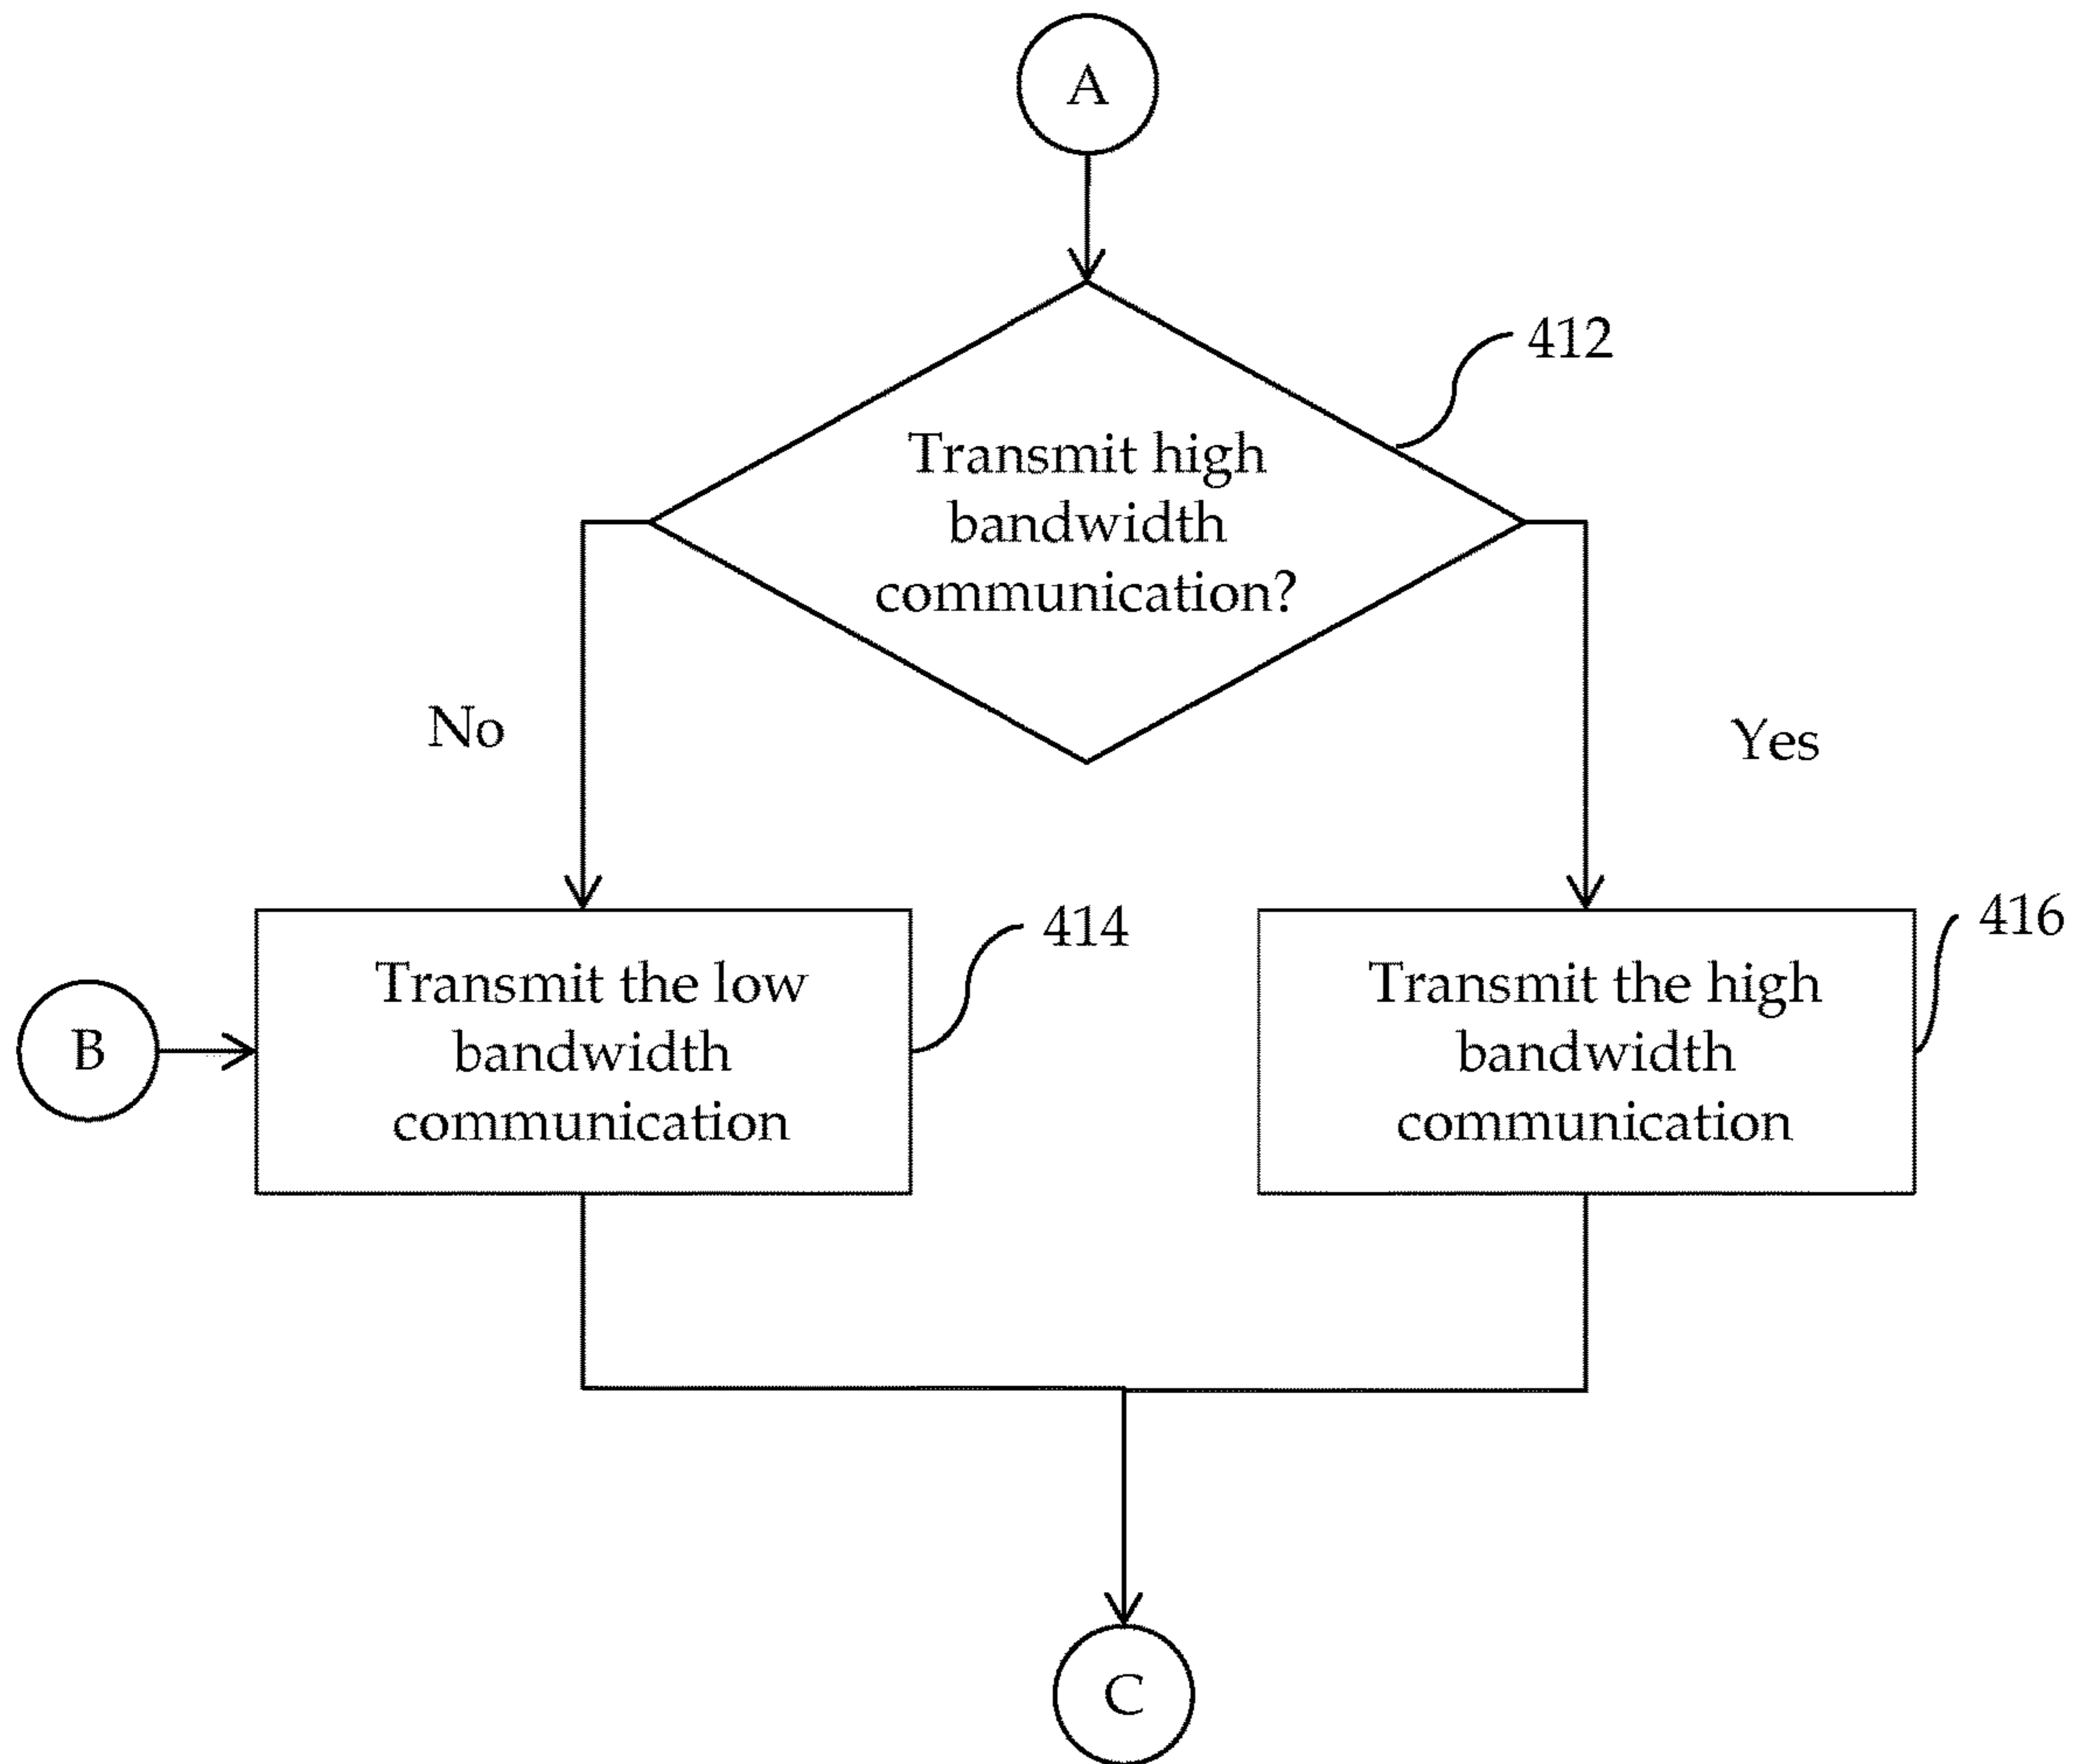 A
412
Transmit high
bandwidth
communication?
No
Yes
414
416
Transmit the low
bandwidth
communication
Transmit the high
bandwidth
communication
B
C